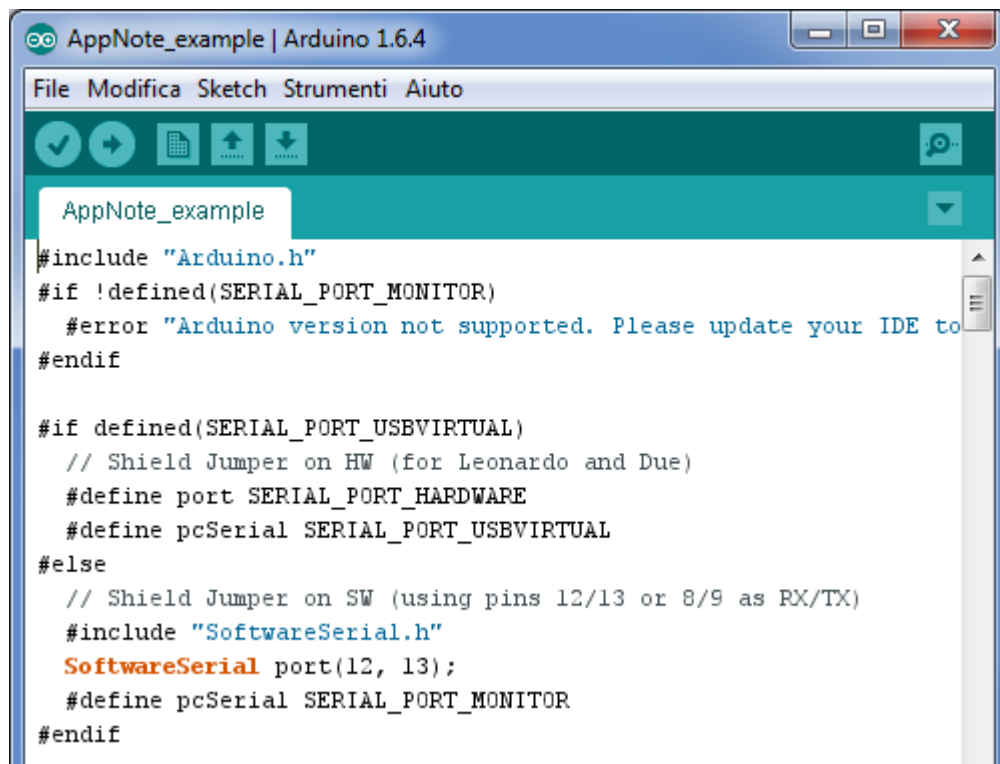 AppNote_example | Arduino 1.6.4
File Modifica Sketch Strumenti Aiuto
AppNote_example
#include "Arduino.h"
#if !defined(SERIAL_PORT_MONITOR)
  #error "Arduino version not supported. Please update your IDE to
#endif

#if defined(SERIAL_PORT_USBVIRTUAL)
  // Shield Jumper on HW (for Leonardo and Due)
  #define port SERIAL_PORT_HARDWARE
  #define pcSerial SERIAL_PORT_USBVIRTUAL
#else
  // Shield Jumper on SW (using pins 12/13 or 8/9 as RX/TX)
  #include "SoftwareSerial.h"
  SoftwareSerial port(12, 13);
  #define pcSerial SERIAL_PORT_MONITOR
#endif